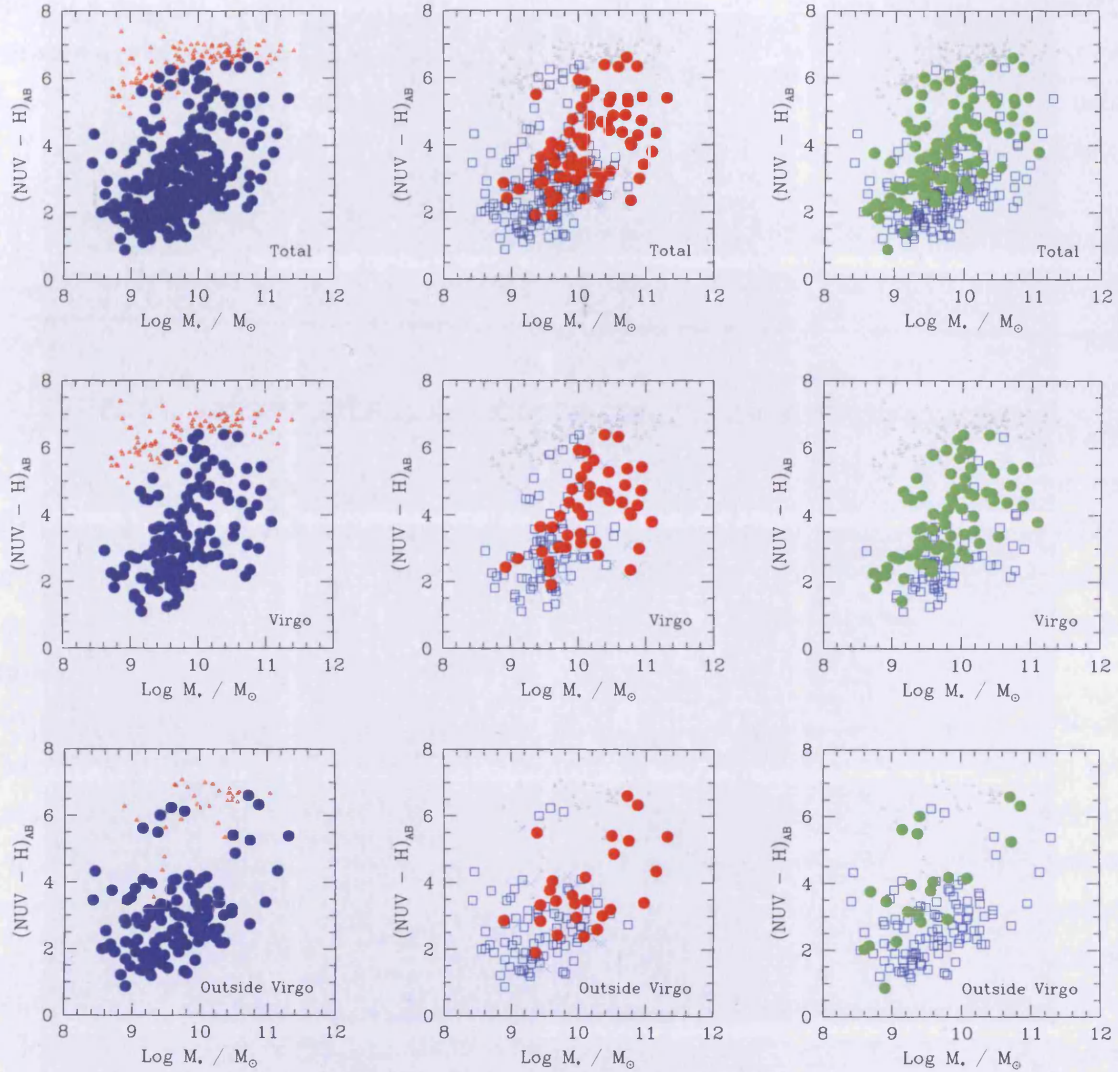 8
6
4
2
0
(NUV - H)AB
Total
8 9 10 11 12
Log M* / M⊙
8
6
4
2
0
(NUV - H)AB
Total
8 9 10 11 12
Log M* / M⊙
8
6
4
2
0
(NUV - H)AB
Total
8 9 10 11 12
Log M* / M⊙
8
6
4
2
0
(NUV - H)AB
Virgo
8 9 10 11 12
Log M* / M⊙
8
6
4
2
0
(NUV - H)AB
Virgo
8 9 10 11 12
Log M* / M⊙
8
6
4
2
0
(NUV - H)AB
Virgo
8 9 10 11 12
Log M* / M⊙
8
6
4
2
0
(NUV - H)AB
Outside Virgo
8 9 10 11 12
Log M* / M⊙
8
6
4
2
0
(NUV - H)AB
Outside Virgo
8 9 10 11 12
Log M* / M⊙
8
6
4
2
0
(NUV - H)AB
Outside Virgo
8 9 10 11 12
Log M* / M⊙